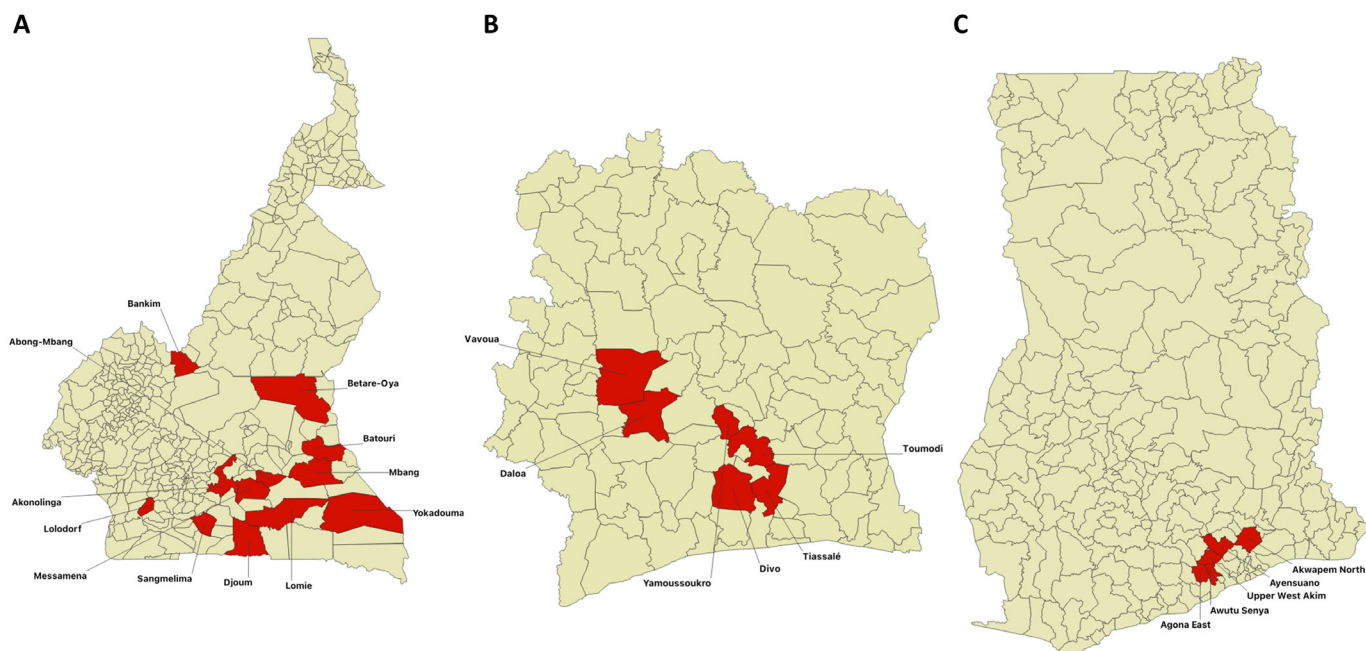 A
Bankim
Abong-Mbang
Betare-Oya
Batouri
Mbang
Akonolinga
Yokadouma
Lolodorf
Messamena
Sangmelima
Djoum
Lomie
B
Vavoua
Toumodi
Daloa
Tiassalé
Yamoussoukro
Divo
C
Akwapem North
Ayensuano
Upper West Akim
Awutu Senya
Agona East